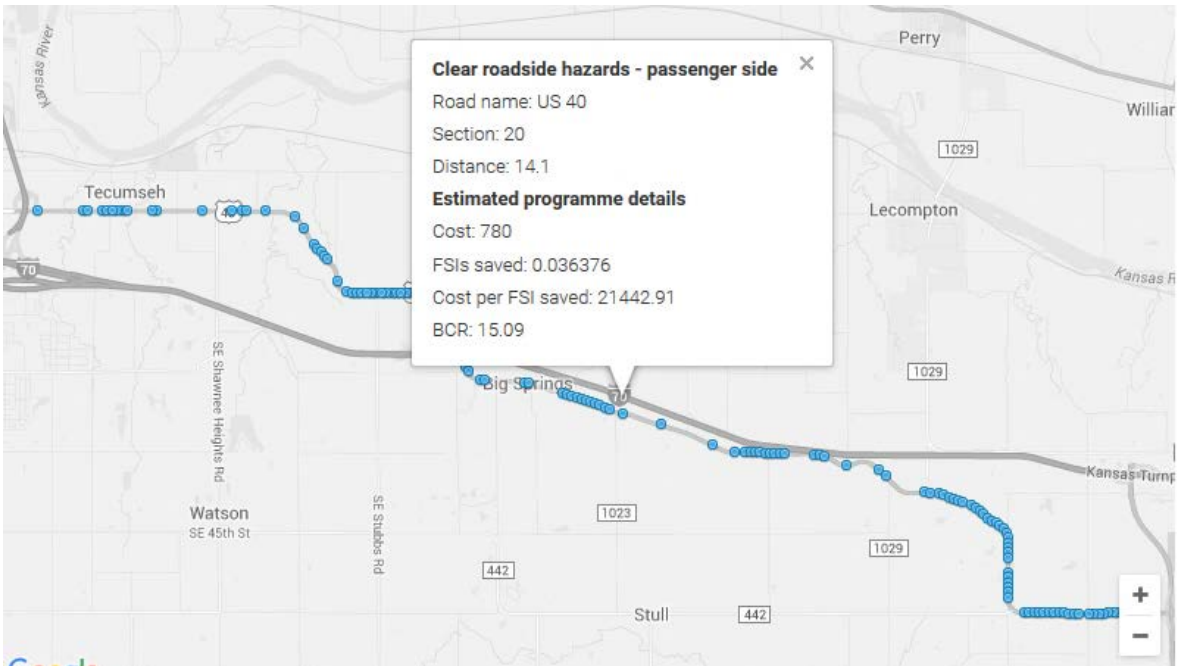 Kansas River
Perry
Clear roadside hazards - passenger side
×
Road name: US 40
Section: 20
Distance: 14.1
Estimated programme details
Cost: 780
FSIs saved: 0.036376
Cost per FSI saved: 21442.91
BCR: 15.09
Williar
1029
Tecumseh
40
Lecompton
70
Kansas R
SE Shawnee Heights Rd
Big Springs
70
1029
Kansas Turnp
Watson
SE 45th St
SE Stubbs Rd
1023
1029
442
Stull
442
+
−